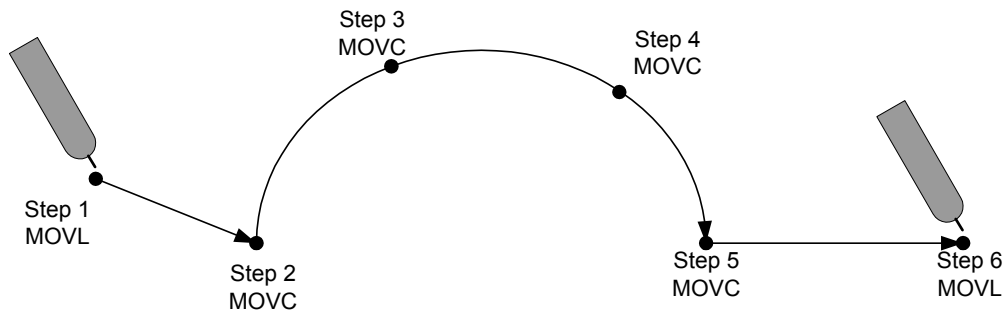 Step 1
MOVL
Step 2
MOVC
Step 3
MOVC
Step 4
MOVC
Step 5
MOVC
Step 6
MOVL